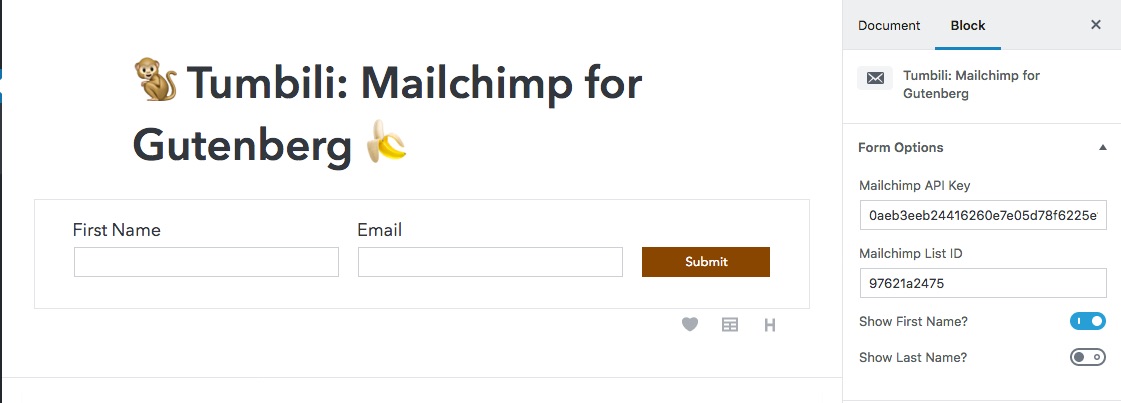 Tumbili: Mailchimp for
Gutenberg
First Name
Email
Submit
Document
Block
Tumbili: Mailchimp for
Gutenberg
Form Options
Mailchimp API Key
0aeb3eeb24416260e7e05d78f6225e
Mailchimp List ID
97621a2475
Show First Name?
Show Last Name?